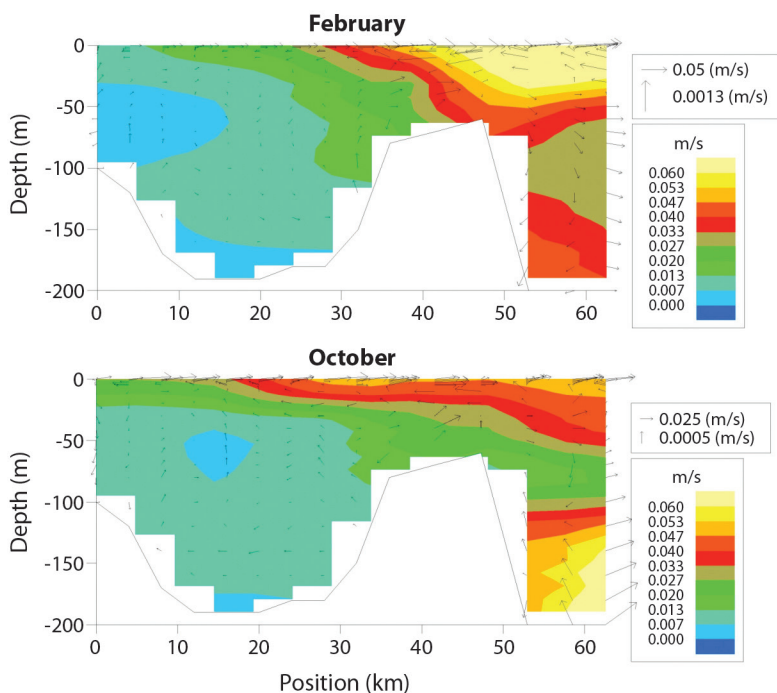 February
0
-50
-100
-150
-200
Depth (m)
0 10 20 30 40 50 60
0.05 (m/s)
0.0013 (m/s)
m/s
0.060
0.053
0.047
0.040
0.033
0.027
0.020
0.013
0.007
0.000
October
0
-50
-100
-150
-200
Depth (m)
0 10 20 30 40 50 60
Position (km)
0.025 (m/s)
0.0005 (m/s)
m/s
0.060
0.053
0.047
0.040
0.033
0.027
0.020
0.013
0.007
0.000